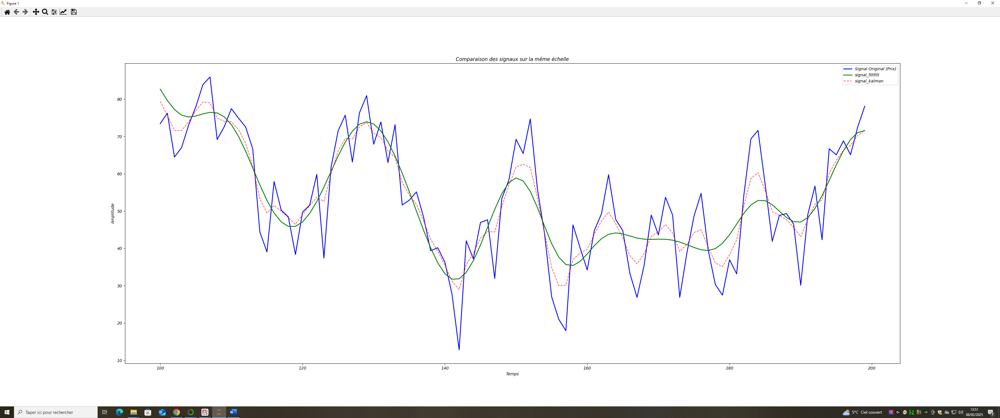 Figure 1
Comparaison des signaux sur la même échelle
Signal Original (Prix)
signal_filtfilt
signal_kalman
80
70
60
50
40
30
20
10
Amplitude
100 120 140 160 180 200
Temps
Taper ici pour rechercher
5°C Ciel couvert
13:51
08/02/2025
2